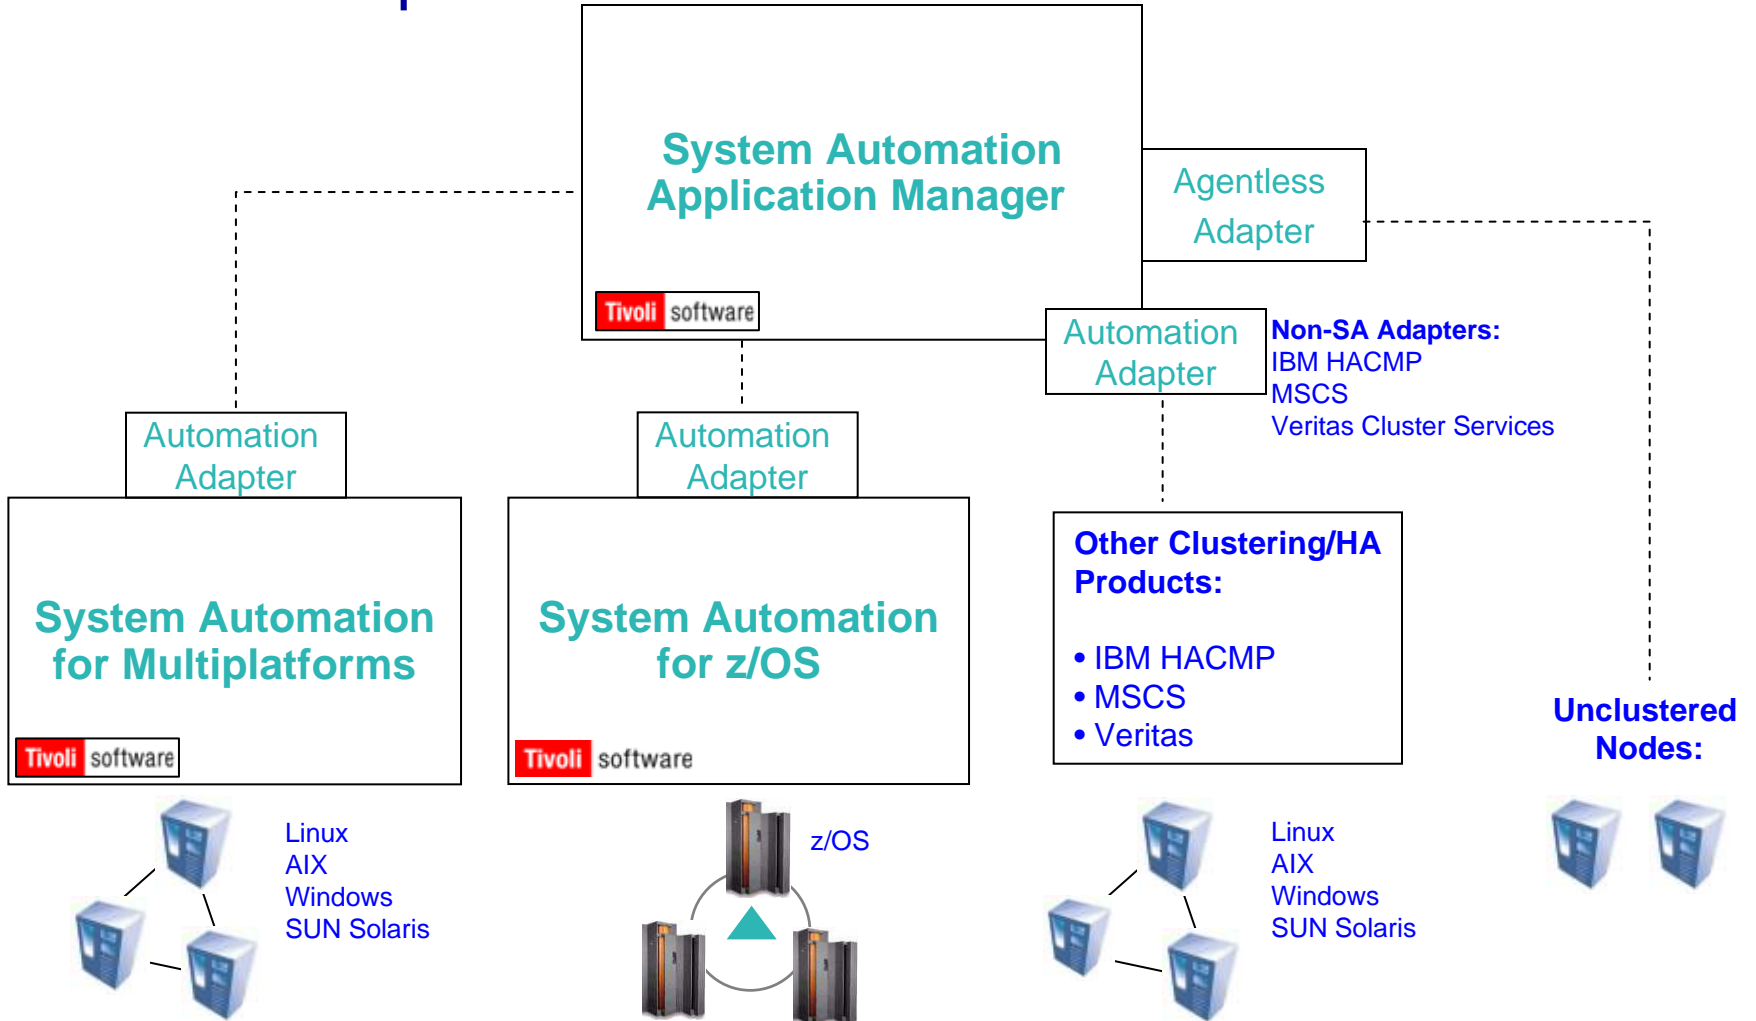 System Automation
Application Manager
Tivoli software
Agentless
Adapter
Automation
Adapter
Non-SA Adapters:
IBM HACMP
MSCS
Veritas Cluster Services
Automation
Adapter
System Automation
for Multiplatforms
Tivoli software
Automation
Adapter
System Automation
for z/OS
Tivoli software
Other Clustering/HA
Products:
• IBM HACMP
• MSCS
• Veritas
Unclustered
Nodes:
Linux
AIX
Windows
SUN Solaris
z/OS
Linux
AIX
Windows
SUN Solaris